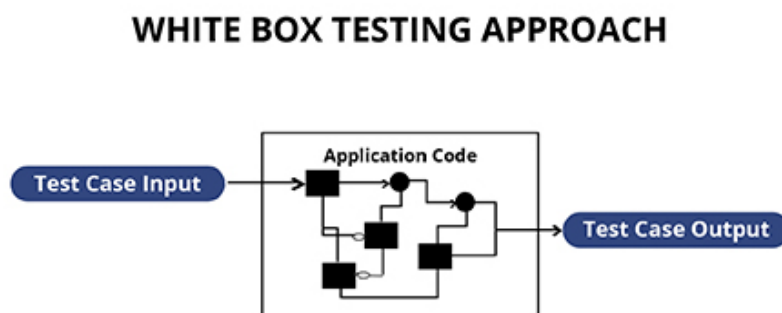 WHITE BOX TESTING APPROACH
Application Code
Test Case Input
Test Case Output